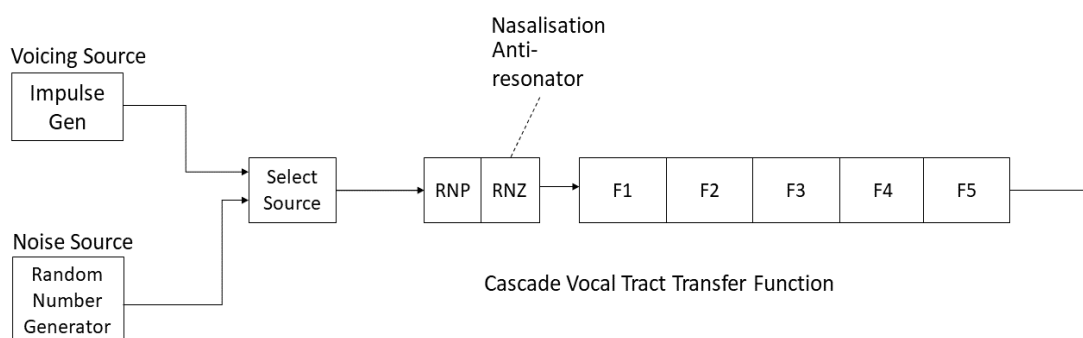 Nasalisation
Anti-
resonator
Voicing Source
Impulse
Gen
Select
Source
RNP
RNZ
F1
F2
F3
F4
F5
Noise Source
Random
Number
Generator
Cascade Vocal Tract Transfer Function